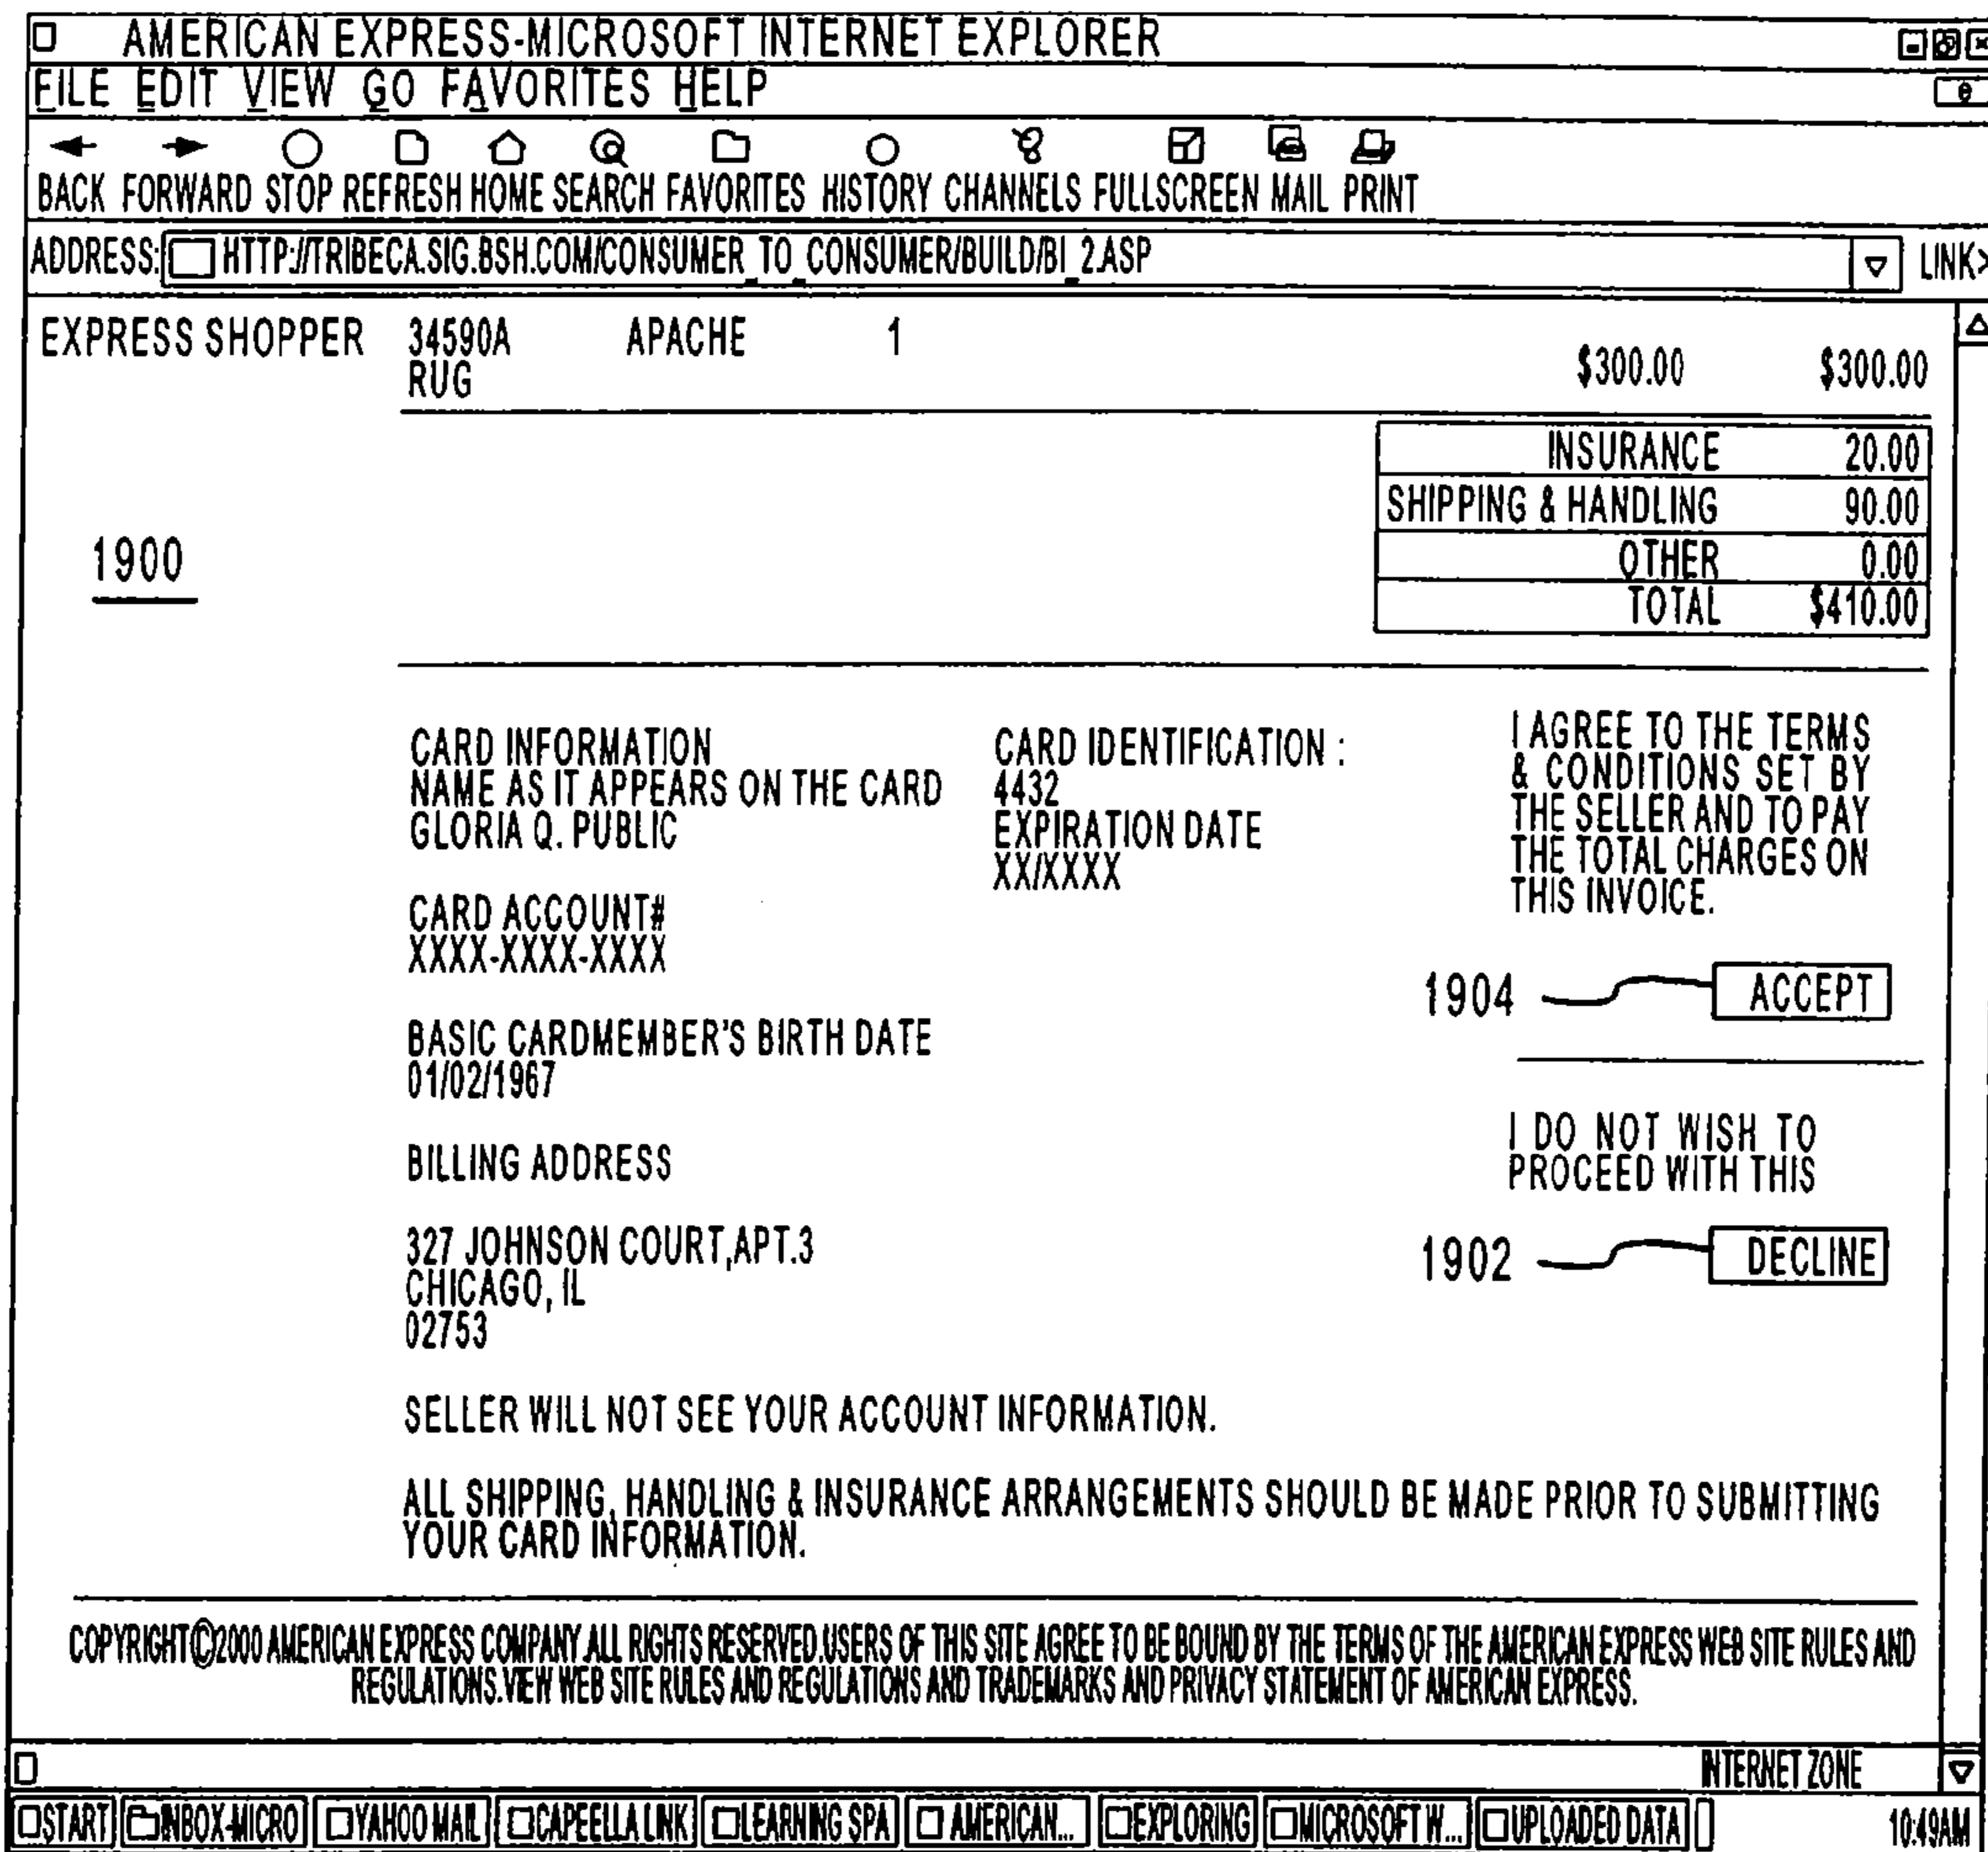 AMERICAN EXPRESS-MICROSOFT INTERNET EXPLORER
FILE EDIT VIEW GO FAVORITES HELP
e
BACK FORWARD STOP REFRESH HOME SEARCH FAVORITES HISTORY CHANNELS FULLSCREEN MAIL PRINT
ADDRESS: HTTP://TRIBECA.SIG.BSH.COM/CONSUMER_TO_CONSUMER/BUILD/BI_2.ASP LINK>
EXPRESS SHOPPER 34590A APACHE 1
RUG $300.00 $300.00
INSURANCE 20.00
SHIPPING & HANDLING 90.00
OTHER 0.00
TOTAL $410.00
1900
CARD INFORMATION
NAME AS IT APPEARS ON THE CARD
GLORIA Q. PUBLIC
CARD IDENTIFICATION :
4432
EXPIRATION DATE
XX/XXXX
I AGREE TO THE TERMS
& CONDITIONS SET BY
THE SELLER AND TO PAY
THE TOTAL CHARGES ON
THIS INVOICE.
CARD ACCOUNT#
XXXX-XXXX-XXXX
1904 ACCEPT
BASIC CARDMEMBER'S BIRTH DATE
01/02/1967
I DO NOT WISH TO
PROCEED WITH THIS
BILLING ADDRESS
1902 DECLINE
327 JOHNSON COURT,APT.3
CHICAGO, IL
02753
SELLER WILL NOT SEE YOUR ACCOUNT INFORMATION.
ALL SHIPPING, HANDLING & INSURANCE ARRANGEMENTS SHOULD BE MADE PRIOR TO SUBMITTING
YOUR CARD INFORMATION.
COPYRIGHT©2000 AMERICAN EXPRESS COMPANY.ALL RIGHTS RESERVED.USERS OF THIS SITE AGREE TO BE BOUND BY THE TERMS OF THE AMERICAN EXPRESS WEB SITE RULES AND
REGULATIONS.VIEW WEB SITE RULES AND REGULATIONS AND TRADEMARKS AND PRIVACY STATEMENT OF AMERICAN EXPRESS.
INTERNET ZONE
START INBOX-MICRO YAHOO MAIL CAPEELLA LINK LEARNING SPA AMERICAN... EXPLORING MICROSOFT W... UPLOADED DATA 10:49AM